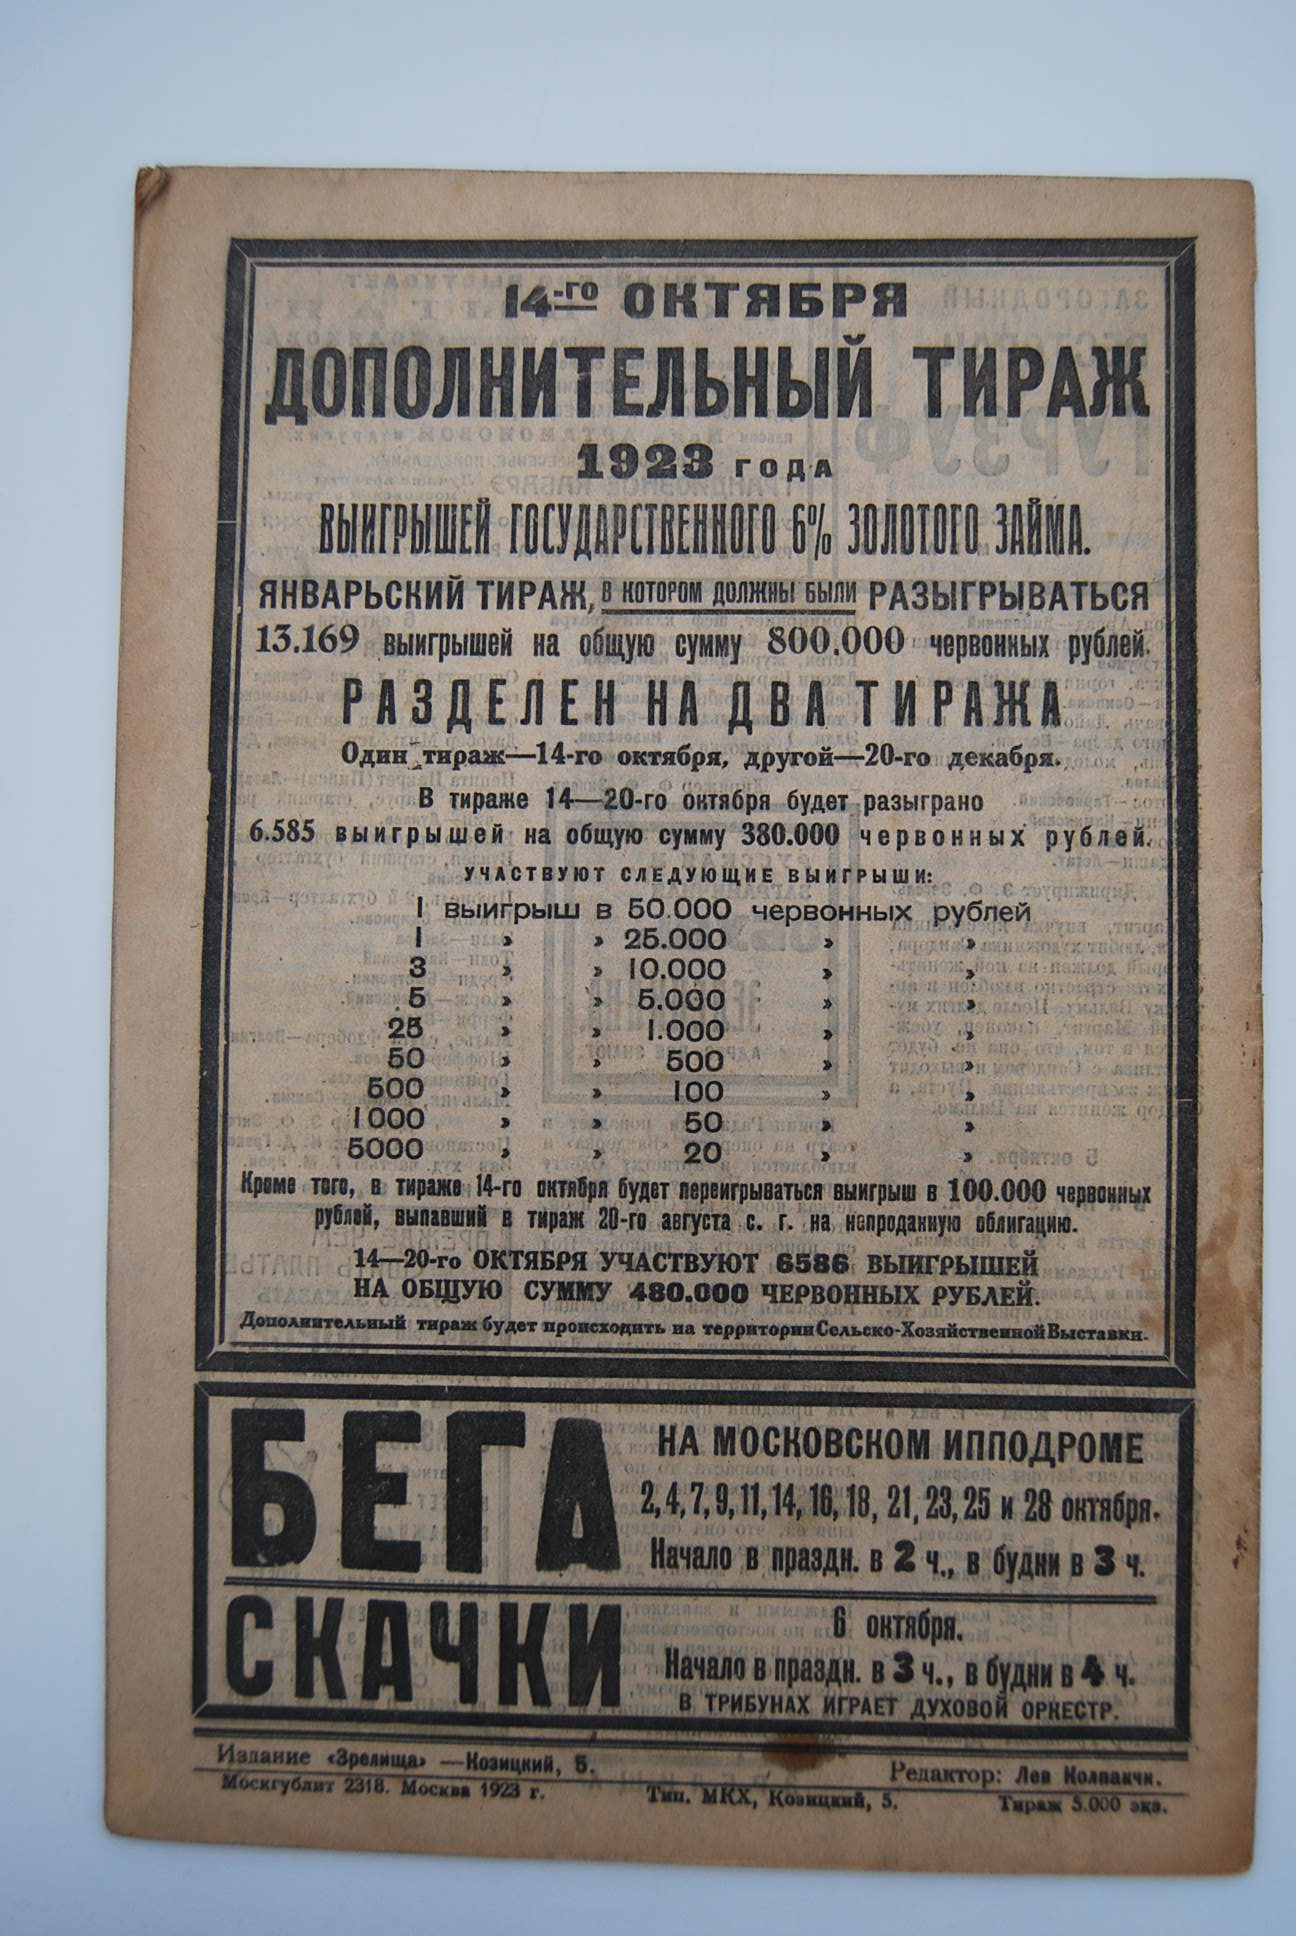 14-го ОКТЯБРЯ
ДОПОЛНИТЕЛЬНЫЙ ТИРАЖ
1923 ГОДА
ВЫИГРЫШЕЙ ГОСУДАРСТВЕННОГО 6% ЗОЛОТОГО ЗАЙМА.
ЯНВАРЬСКИЙ ТИРАЖ, В КОТОРОМ ДОЛЖНЫ БЫЛИ РАЗЫГРЫВАТЬСЯ
13.169 выигрышей на общую сумму 800.000 червонных рублей.
РАЗДЕЛЕН НА ДВА ТИРАЖА
Один тираж—14-го октября, другой—20-го декабря.
В тираже 14—20-го октября будет разыграно
6.585 выигрышей на общую сумму 380.000 червонных рублей.
УЧАСТВУЮТ СЛЕДУЮЩИЕ ВЫИГРЫШИ:
1 выигрыш в 50.000 червонных рублей
1 » » 25.000 » »
3 » » 10.000 » »
5 » » 5.000 » »
25 » » 1.000 » »
50 » » 500 » »
500 » » 100 » »
1000 » » 50 » »
5000 » » 20 » »
Кроме того, в тираже 14-го октября будет переигрываться выигрыш в 100.000 червонных
рублей, выпавший в тираж 20-го августа с. г. на непроданную облигацию.
14—20-го ОКТЯБРЯ УЧАСТВУЮТ 6586 ВЫИГРЫШЕЙ
НА ОБЩУЮ СУММУ 480.000 ЧЕРВОННЫХ РУБЛЕЙ.
Дополнительный тираж будет происходить на территории Сельско-Хозяйственной Выставки.
БЕГА
НА МОСКОВСКОМ ИППОДРОМЕ
2, 4, 7, 9, 11, 14, 16, 18, 21, 23, 25 и 28 октября.
Начало в праздн. в 2 ч., в будни в 3 ч.
СКАЧКИ
6 октября.
Начало в праздн. в 3 ч., в будни в 4 ч.
В ТРИБУНАХ ИГРАЕТ ДУХОВОЙ ОРКЕСТР.
Издание «Зрелища» —Козицкий, 5.
Редактор: Лев Колпакчи.
Москгублит 2318. Москва 1923 г.
Тип. МКХ, Козицкий, 5.
Тираж 5.000 экз.